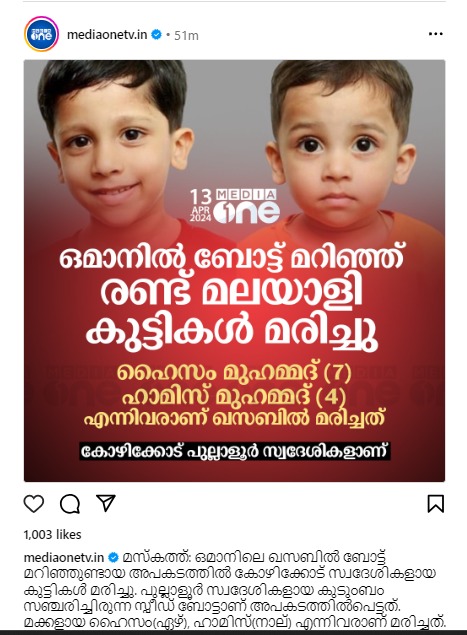 mediaonetv.in • 51m
13
APR
2024
MEDIA
one
ഒമാനിൽ ബോട്ട് മറിഞ്ഞ്
രണ്ട് മലയാളി
കുട്ടികൾ മരിച്ചു
ഹൈസം മുഹമ്മദ് (7)
ഹാമിസ് മുഹമ്മദ് (4)
എന്നിവരാണ് ഖസബിൽ മരിച്ചത്
കോഴിക്കോട് പുല്ലാളൂർ സ്വദേശികളാണ്
1,003 likes
mediaonetv.in മസ്കത്ത്: ഒമാനിലെ ഖസബിൽ ബോട്ട്
മറിഞ്ഞുണ്ടായ അപകടത്തിൽ കോഴിക്കോട് സ്വദേശികളായ
കുട്ടികൾ മരിച്ചു. പുല്ലാളൂർ സ്വദേശികളായ കുടുംബം
സഞ്ചരിച്ചിരുന്ന സ്പീഡ് ബോട്ടാണ് അപകടത്തിൽപെട്ടത്.
മക്കളായ ഹൈസം(ഏഴ്), ഹാമിസ്(നാല്) എന്നിവരാണ് മരിച്ചത്.